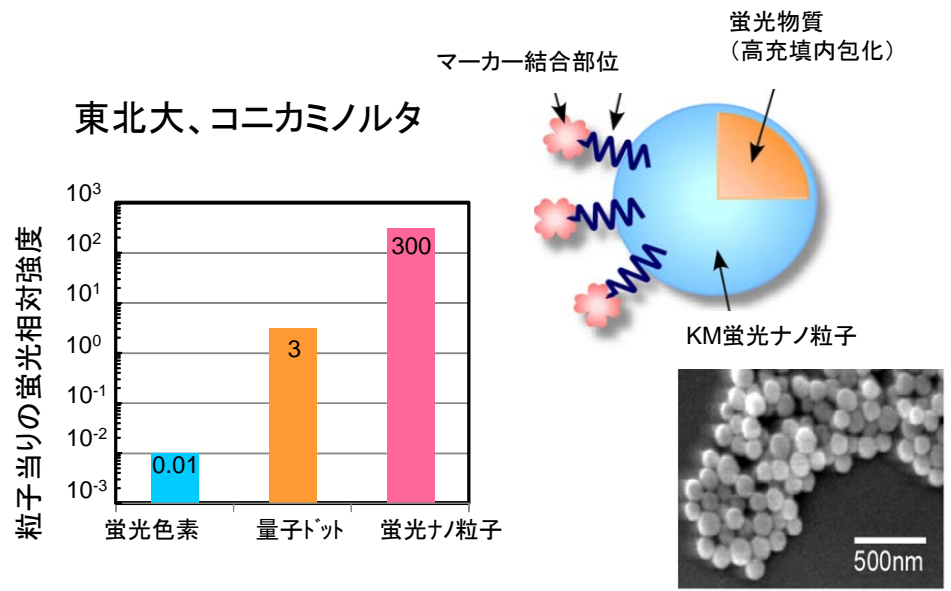 東北大、コニカミノルタ
粒子当りの蛍光相対強度
10³
10²
10¹
10⁰
10⁻¹
10⁻²
10⁻³
0.01
3
300
蛍光色素
量子ﾄﾞｯﾄ
蛍光ナノ粒子
マーカー結合部位
蛍光物質
（高充填内包化）
KM蛍光ナノ粒子
500nm